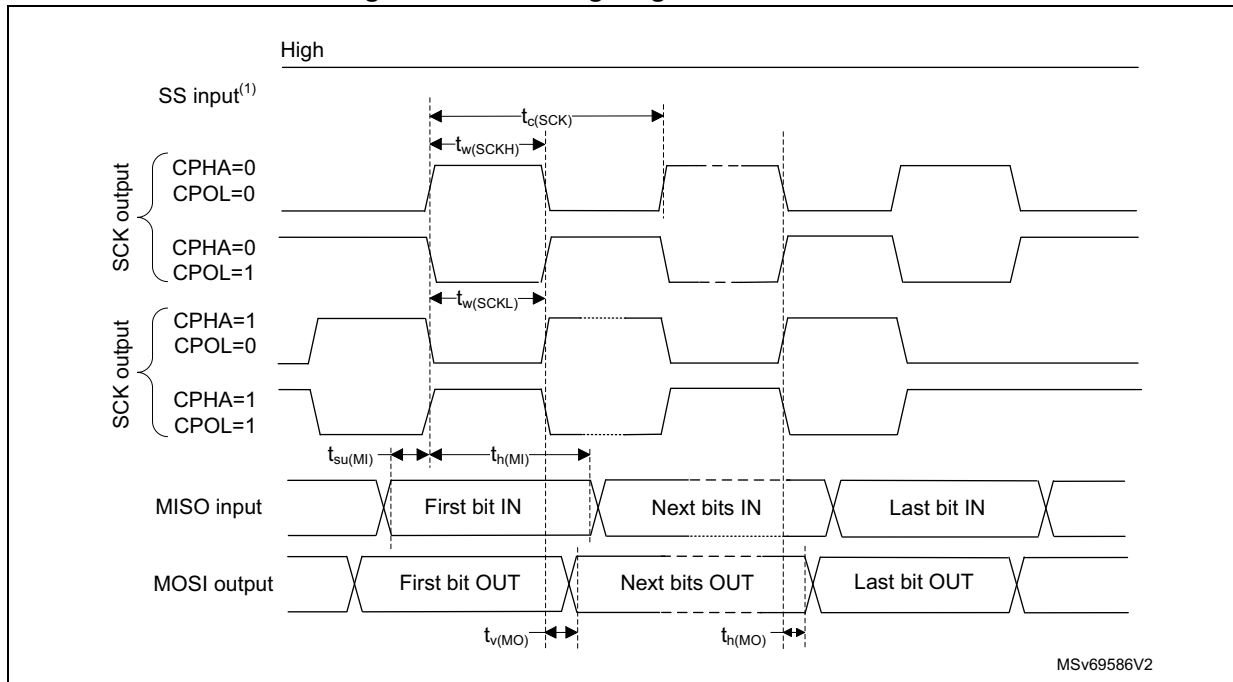 High
SS input(1)
tc(SCK)
tw(SCKH)
SCK output
CPHA=0
CPOL=0
CPHA=0
CPOL=1
tw(SCKL)
SCK output
CPHA=1
CPOL=0
CPHA=1
CPOL=1
tsu(MI)
th(MI)
MISO input
First bit IN
Next bits IN
Last bit IN
MOSI output
First bit OUT
Next bits OUT
Last bit OUT
tv(MO)
th(MO)
MSv69586V2